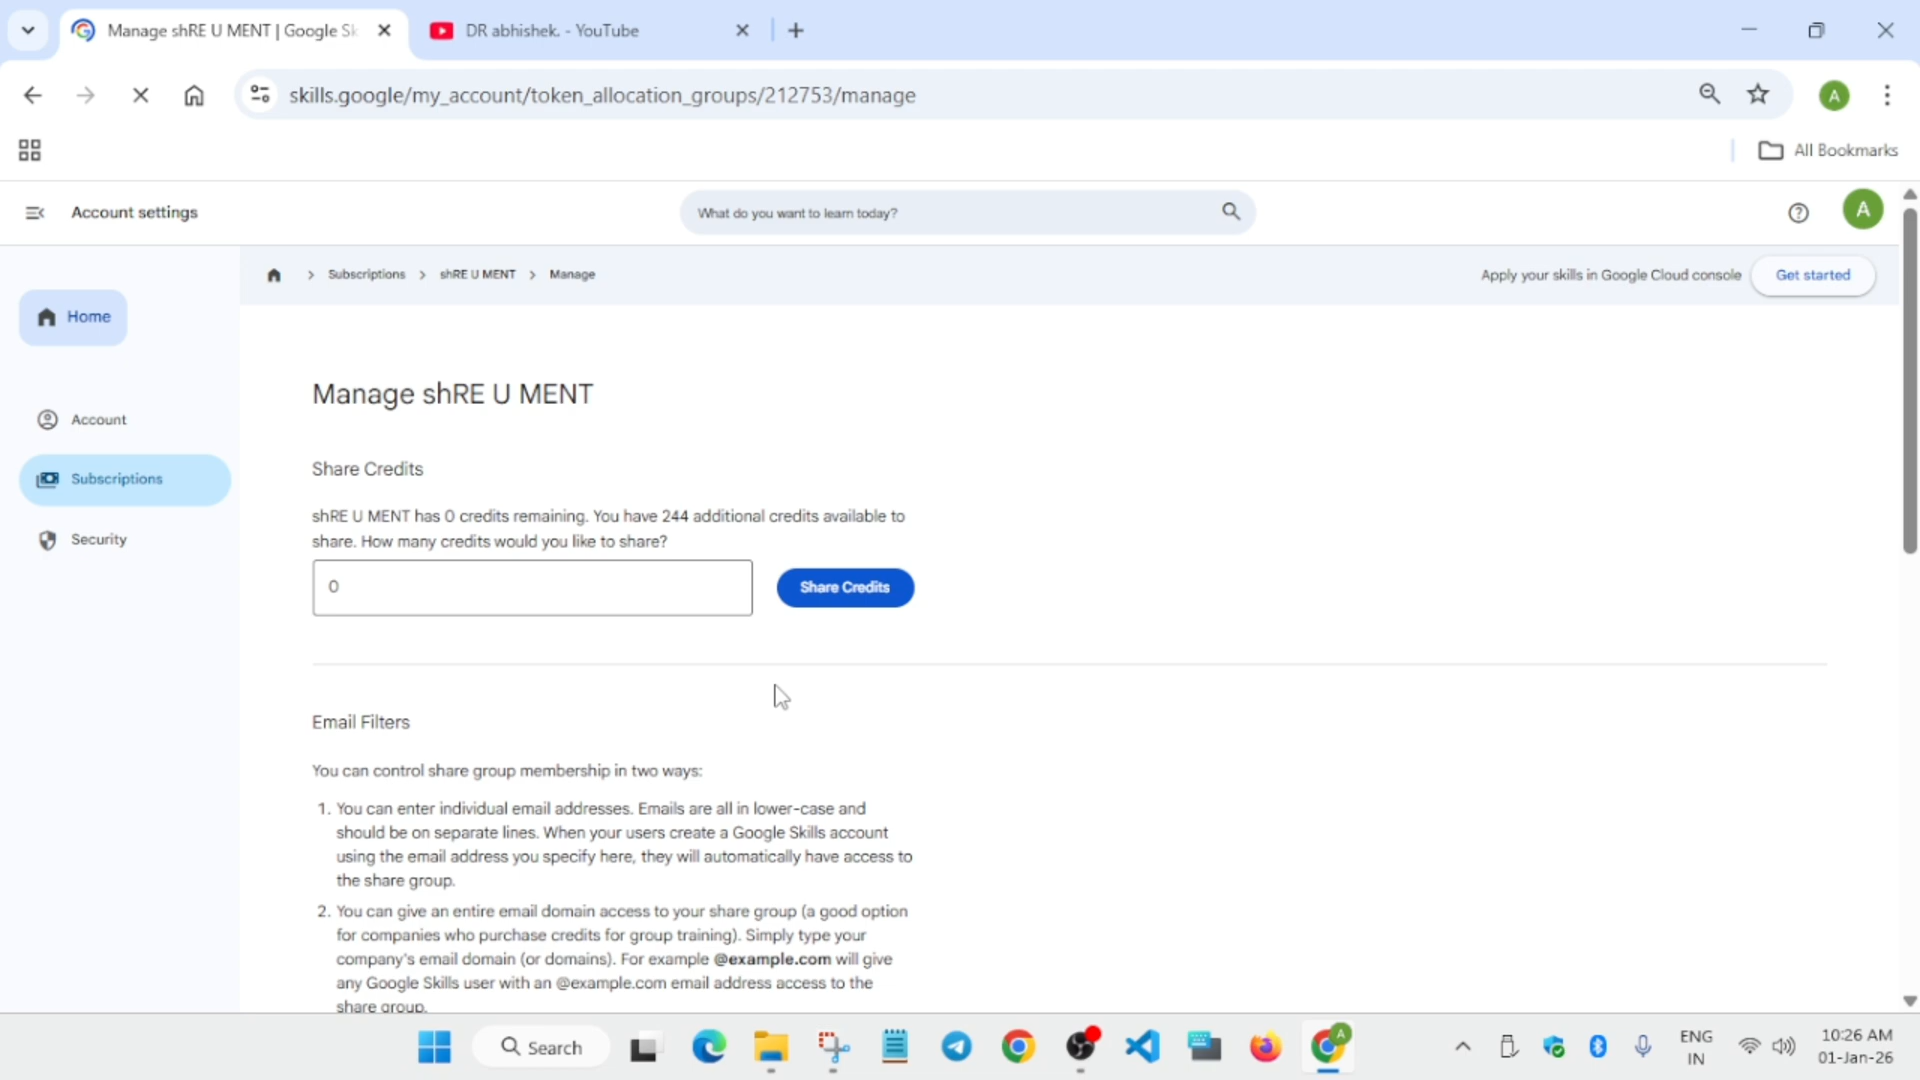 Manage shRE U MENT | Google Sk
DR abhishek. - YouTube
skills.google/my_account/token_allocation_groups/212753/manage
A
All Bookmarks
Account settings
What do you want to learn today?
A
Subscriptions
shRE U MENT
Manage
Apply your skills in Google Cloud console
Get started
Home
Account
Subscriptions
Security
Manage shRE U MENT
Share Credits
shRE U MENT has 0 credits remaining. You have 244 additional credits available to
share. How many credits would you like to share?
0
Share Credits
Email Filters
You can control share group membership in two ways:
1. You can enter individual email addresses. Emails are all in lower-case and
should be on separate lines. When your users create a Google Skills account
using the email address you specify here, they will automatically have access to
the share group.
2. You can give an entire email domain access to your share group (a good option
for companies who purchase credits for group training). Simply type your
company's email domain (or domains). For example @example.com will give
any Google Skills user with an @example.com email address access to the
share group.
Search
A
ENG
IN
10:26 AM
01-Jan-26